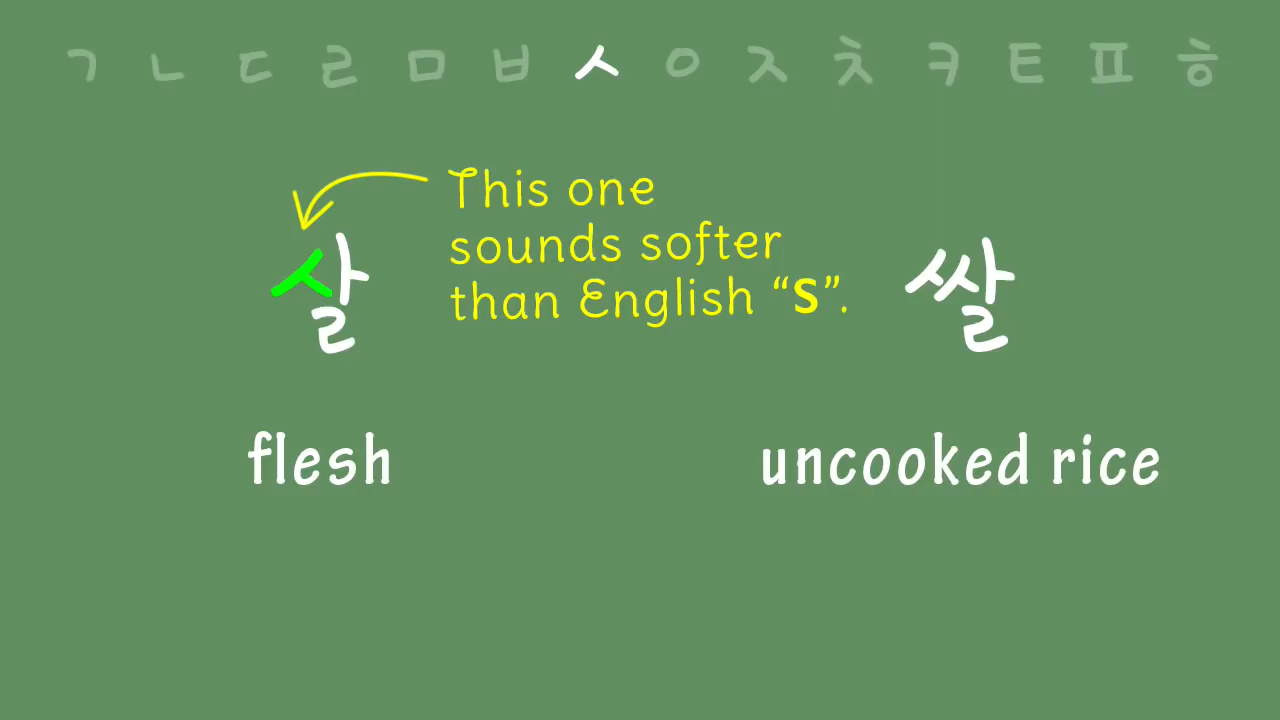 ㄱ ㄴ ㄷ ㄹ ㅁ ㅂ ㅅ ㅇ ㅈ ㅊ ㅋ ㅌ ㅍ ㅎ
This one
sounds softer
than English “S”.
살 쌀
flesh uncooked rice